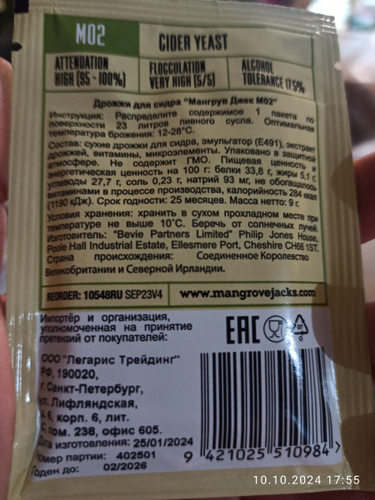 M02
CIDER YEAST
ATTENUATION
HIGH (95 - 100%)
FLOCCULATION
VERY HIGH (5/5)
ALCOHOL
TOLERANCE 17,5%
Дрожжи для сидра "Мангрув Джек М02"
Инструкция: Распределите содержимое 1 пакета по
поверхности 23 литров пивного сусла. Оптимальная
температура брожения: 12-28°C.
Состав: сухие дрожжи для сидра, эмульгатор (Е491), экстракт
дрожжей, витамины, микроэлементы. Упаковано в защитной
атмосфере. Не содержит ГМО. Пищевая ценность и
энергетическая ценность на 100 г: белки 33,8 г, жиры 5,1 г,
углеводы 27,7 г, соль 0,23 г, натрий 93 мг, не обогащалось
витаминами в процессе производства, калорийность 284 ккал
(1190 кДж). Срок годности: 25 месяцев. Масса нетто: 9 г.
Условия хранения: хранить в сухом прохладном месте при
температуре не выше 10°C. Беречь от солнечных лучей.
Изготовитель: "Bevie Partners Limited" Philip Jones House,
Poole Hall Industrial Estate, Ellesmere Port, Cheshire CH66 1ST.
Страна происхождения: Соединенное Королевство
Великобритании и Северной Ирландии.
REORDER: 10548RU SEP23V4
www.mangrovejacks.com
Импортёр и организация,
уполномоченная на принятие
претензий от покупателей:
ООО "Легарис Трейдинг"
РФ, 190020,
г. Санкт-Петербург,
ул. Лифляндская,
д. 6, корп. 6, лит.
С, пом. 238, офис 605.
Дата изготовления: 25/01/2024
Номер партии: 402501
Годен до: 02/2026
EAC
9 421025 510984 >
10.10.2024 17:55